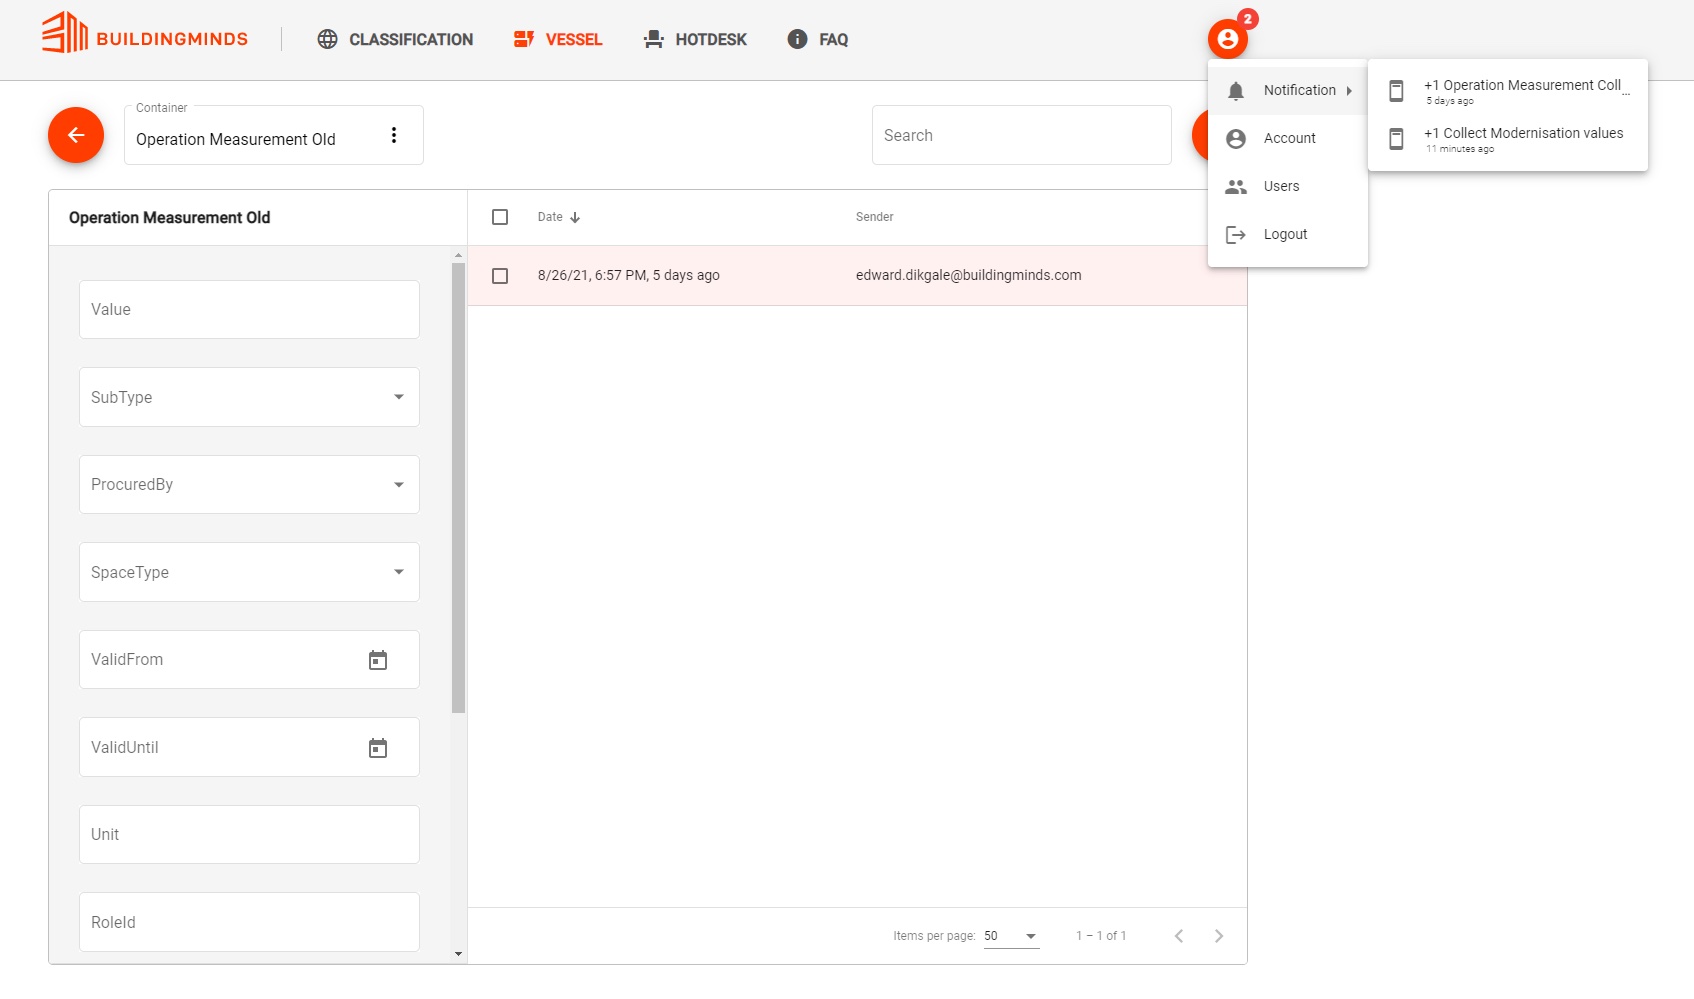 BUILDINGMINDS
CLASSIFICATION
VESSEL
HOTDESK
FAQ
2
Notification
Account
Users
Logout
+1 Operation Measurement Coll...
5 days ago
+1 Collect Modernisation values
11 minutes ago
Container
Operation Measurement Old
Search
Operation Measurement Old
Value
SubType
ProcuredBy
SpaceType
ValidFrom
ValidUntil
Unit
RoleId
Date
Sender
8/26/21, 6:57 PM, 5 days ago
edward.dikgale@buildingminds.com
Items per page: 50
1 – 1 of 1